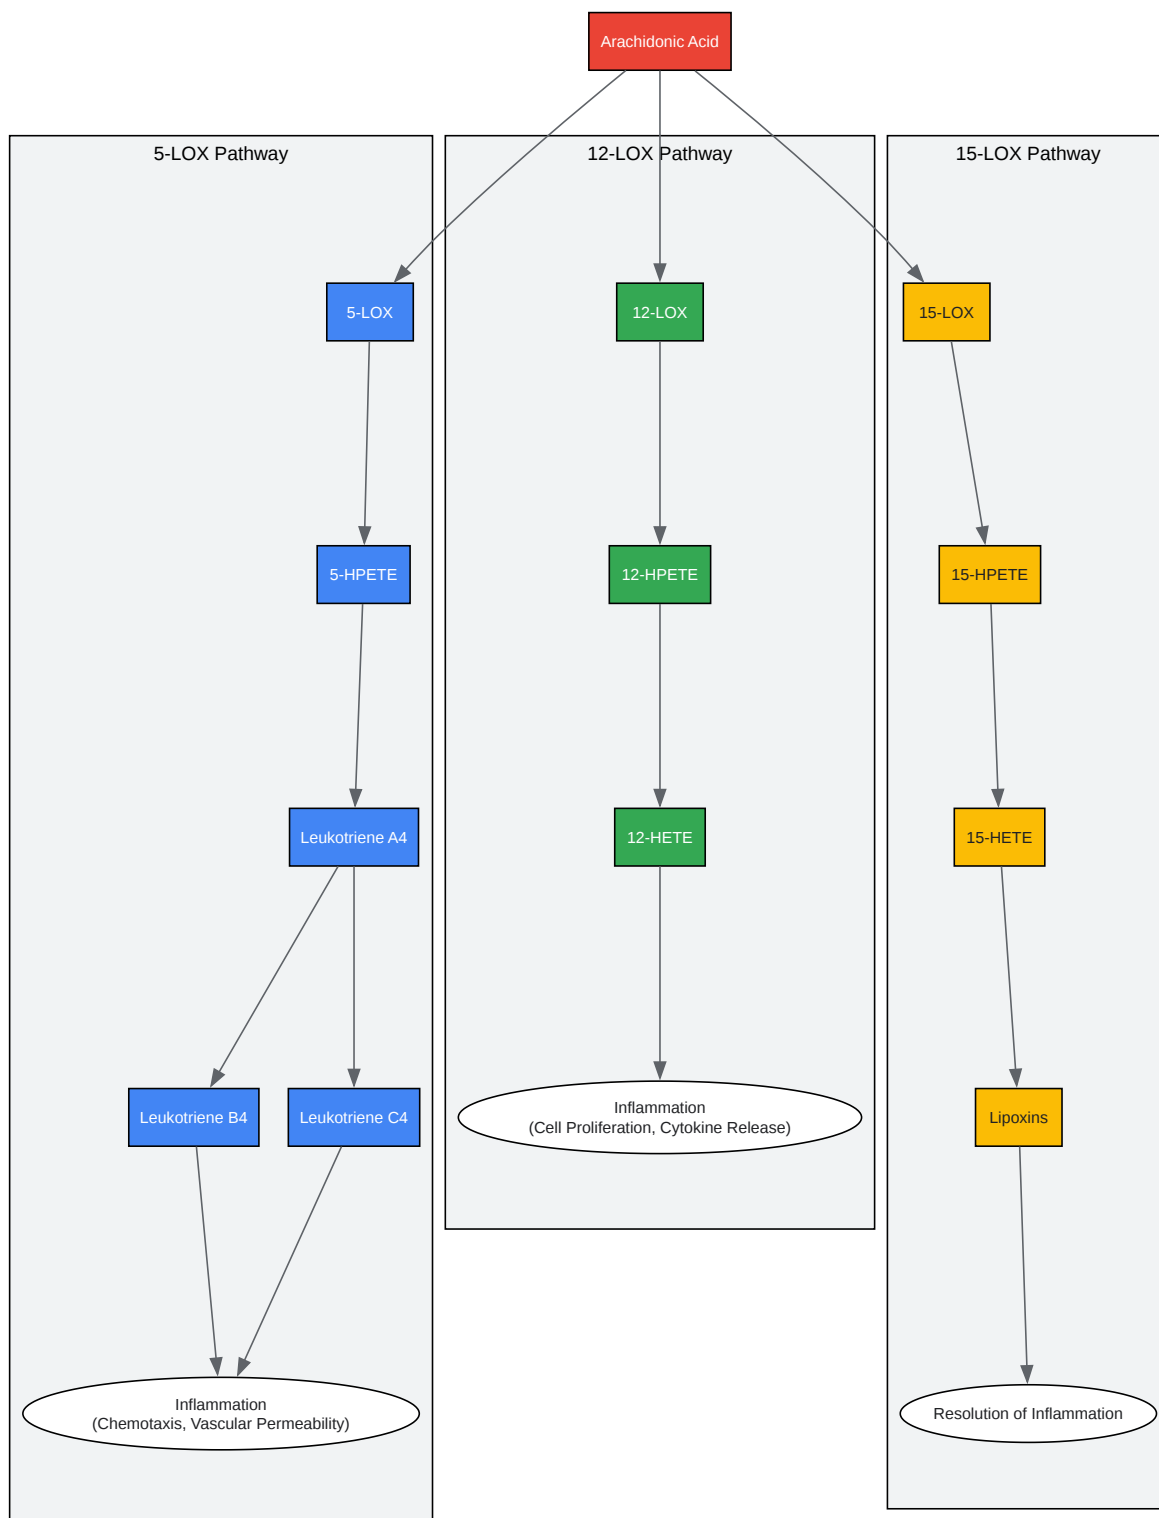 Arachidonic Acid
5-LOX Pathway
12-LOX Pathway
15-LOX Pathway
5-LOX
12-LOX
15-LOX
5-HPETE
12-HPETE
15-HPETE
Leukotriene A4
12-HETE
15-HETE
Leukotriene B4
Leukotriene C4
Inflammation
(Cell Proliferation, Cytokine Release)
Lipoxins
Inflammation
(Chemotaxis, Vascular Permeability)
Resolution of Inflammation